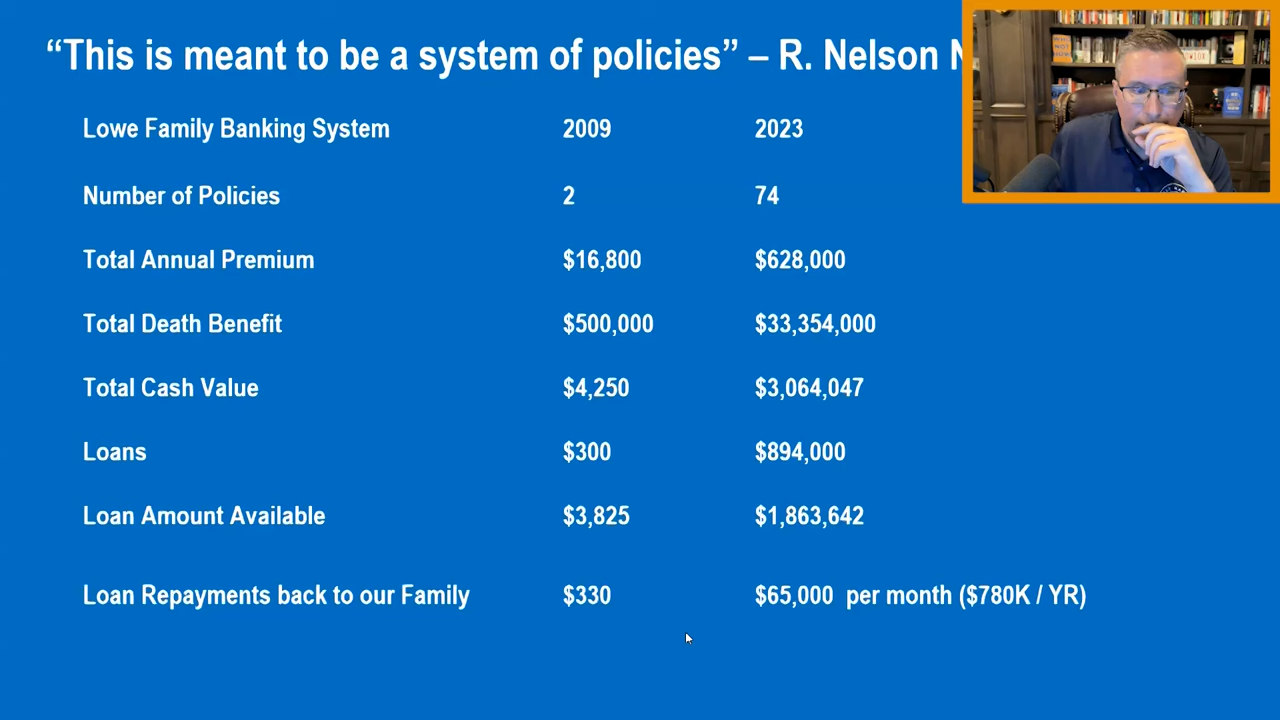 “This is meant to be a system of policies” – R. Nelson
Lowe Family Banking System 2009 2023
Number of Policies 2 74
Total Annual Premium $16,800 $628,000
Total Death Benefit $500,000 $33,354,000
Total Cash Value $4,250 $3,064,047
Loans $300 $894,000
Loan Amount Available $3,825 $1,863,642
Loan Repayments back to our Family $330 $65,000 per month ($780K / YR)